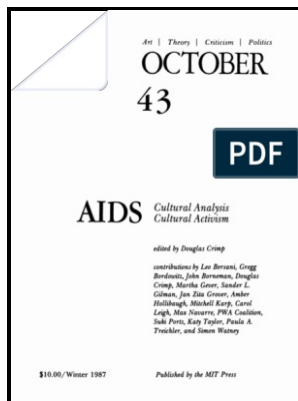 Art | Theory | Criticism | Politics
OCTOBER
43
PDF
AIDS Cultural Analysis
Cultural Activism
edited by Douglas Crimp
contributions by Leo Bersani, Gregg
Bordowitz, John Borneman, Douglas
Crimp, Martha Gever, Sander L.
Gilman, Jan Zita Grover, Amber
Hollibaugh, Mitchell Karp, Carol
Leigh, Max Navarre, PWA Coalition,
Suki Ports, Katy Taylor, Paula A.
Treichler, and Simon Watney
$10.00/Winter 1987 Published by the MIT Press